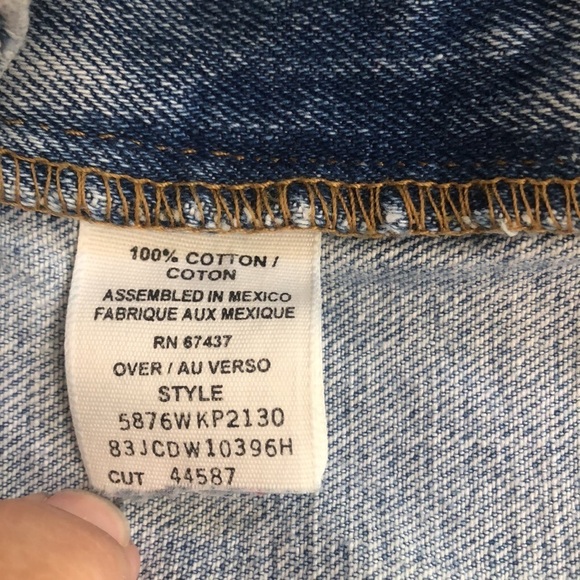 100% COTTON /
COTON
ASSEMBLED IN MEXICO
FABRIQUE AUX MEXIQUE
RN 67437
OVER / AU VERSO
STYLE
5876WKP2130
83JCDW10396H
CUT 44587